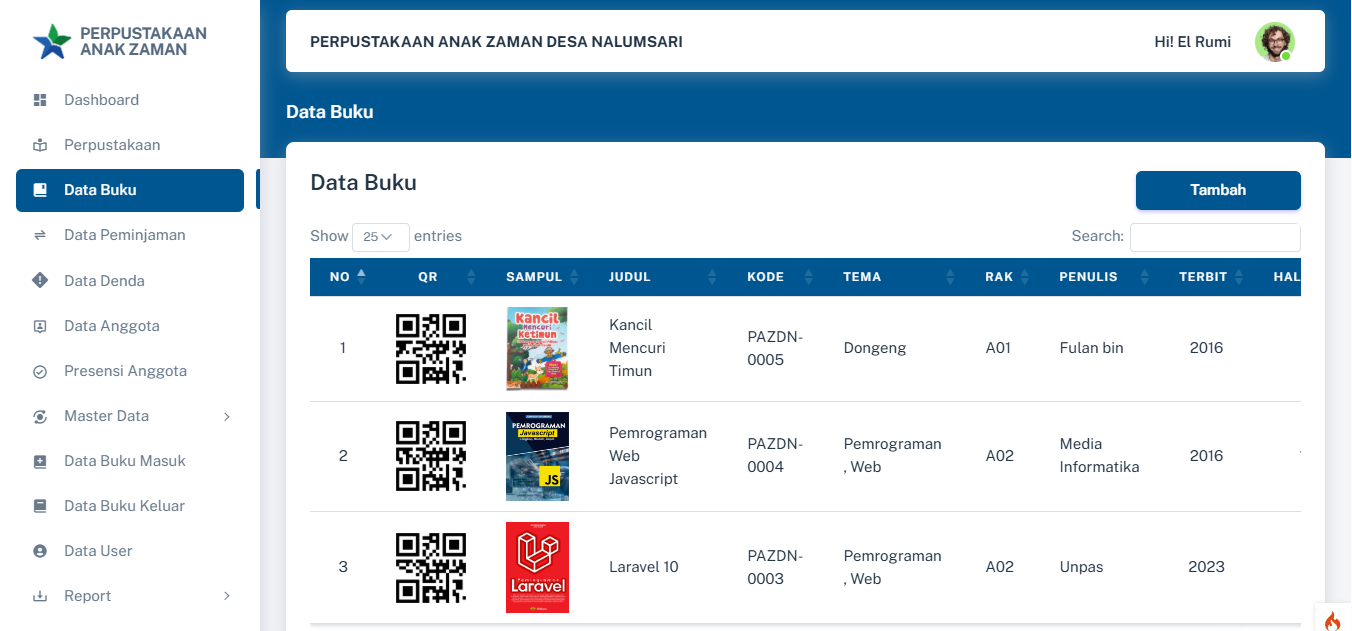 PERPUSTAKAAN
ANAK ZAMAN
Dashboard
Perpustakaan
Data Buku
Data Peminjaman
Data Denda
Data Anggota
Presensi Anggota
Master Data
Data Buku Masuk
Data Buku Keluar
Data User
Report
PERPUSTAKAAN ANAK ZAMAN DESA NALUMSARI
Hi! El Rumi
Data Buku
Data Buku
Tambah
Show 25 entries
Search:
NO QR SAMPUL JUDUL KODE TEMA RAK PENULIS TERBIT HAL
1
Kancil
Mencuri
Ketimun
Kancil
Mencuri
Timun
PAZDN-
0005
Dongeng
A01
Fulan bin
2016
2
PEMROGRAMAN
Javascript
JS
Pemrograman
Web
Javascript
PAZDN-
0004
Pemrograman
, Web
A02
Media
Informatika
2016
3
Pemrograman
Laravel
Laravel 10
PAZDN-
0003
Pemrograman
, Web
A02
Unpas
2023